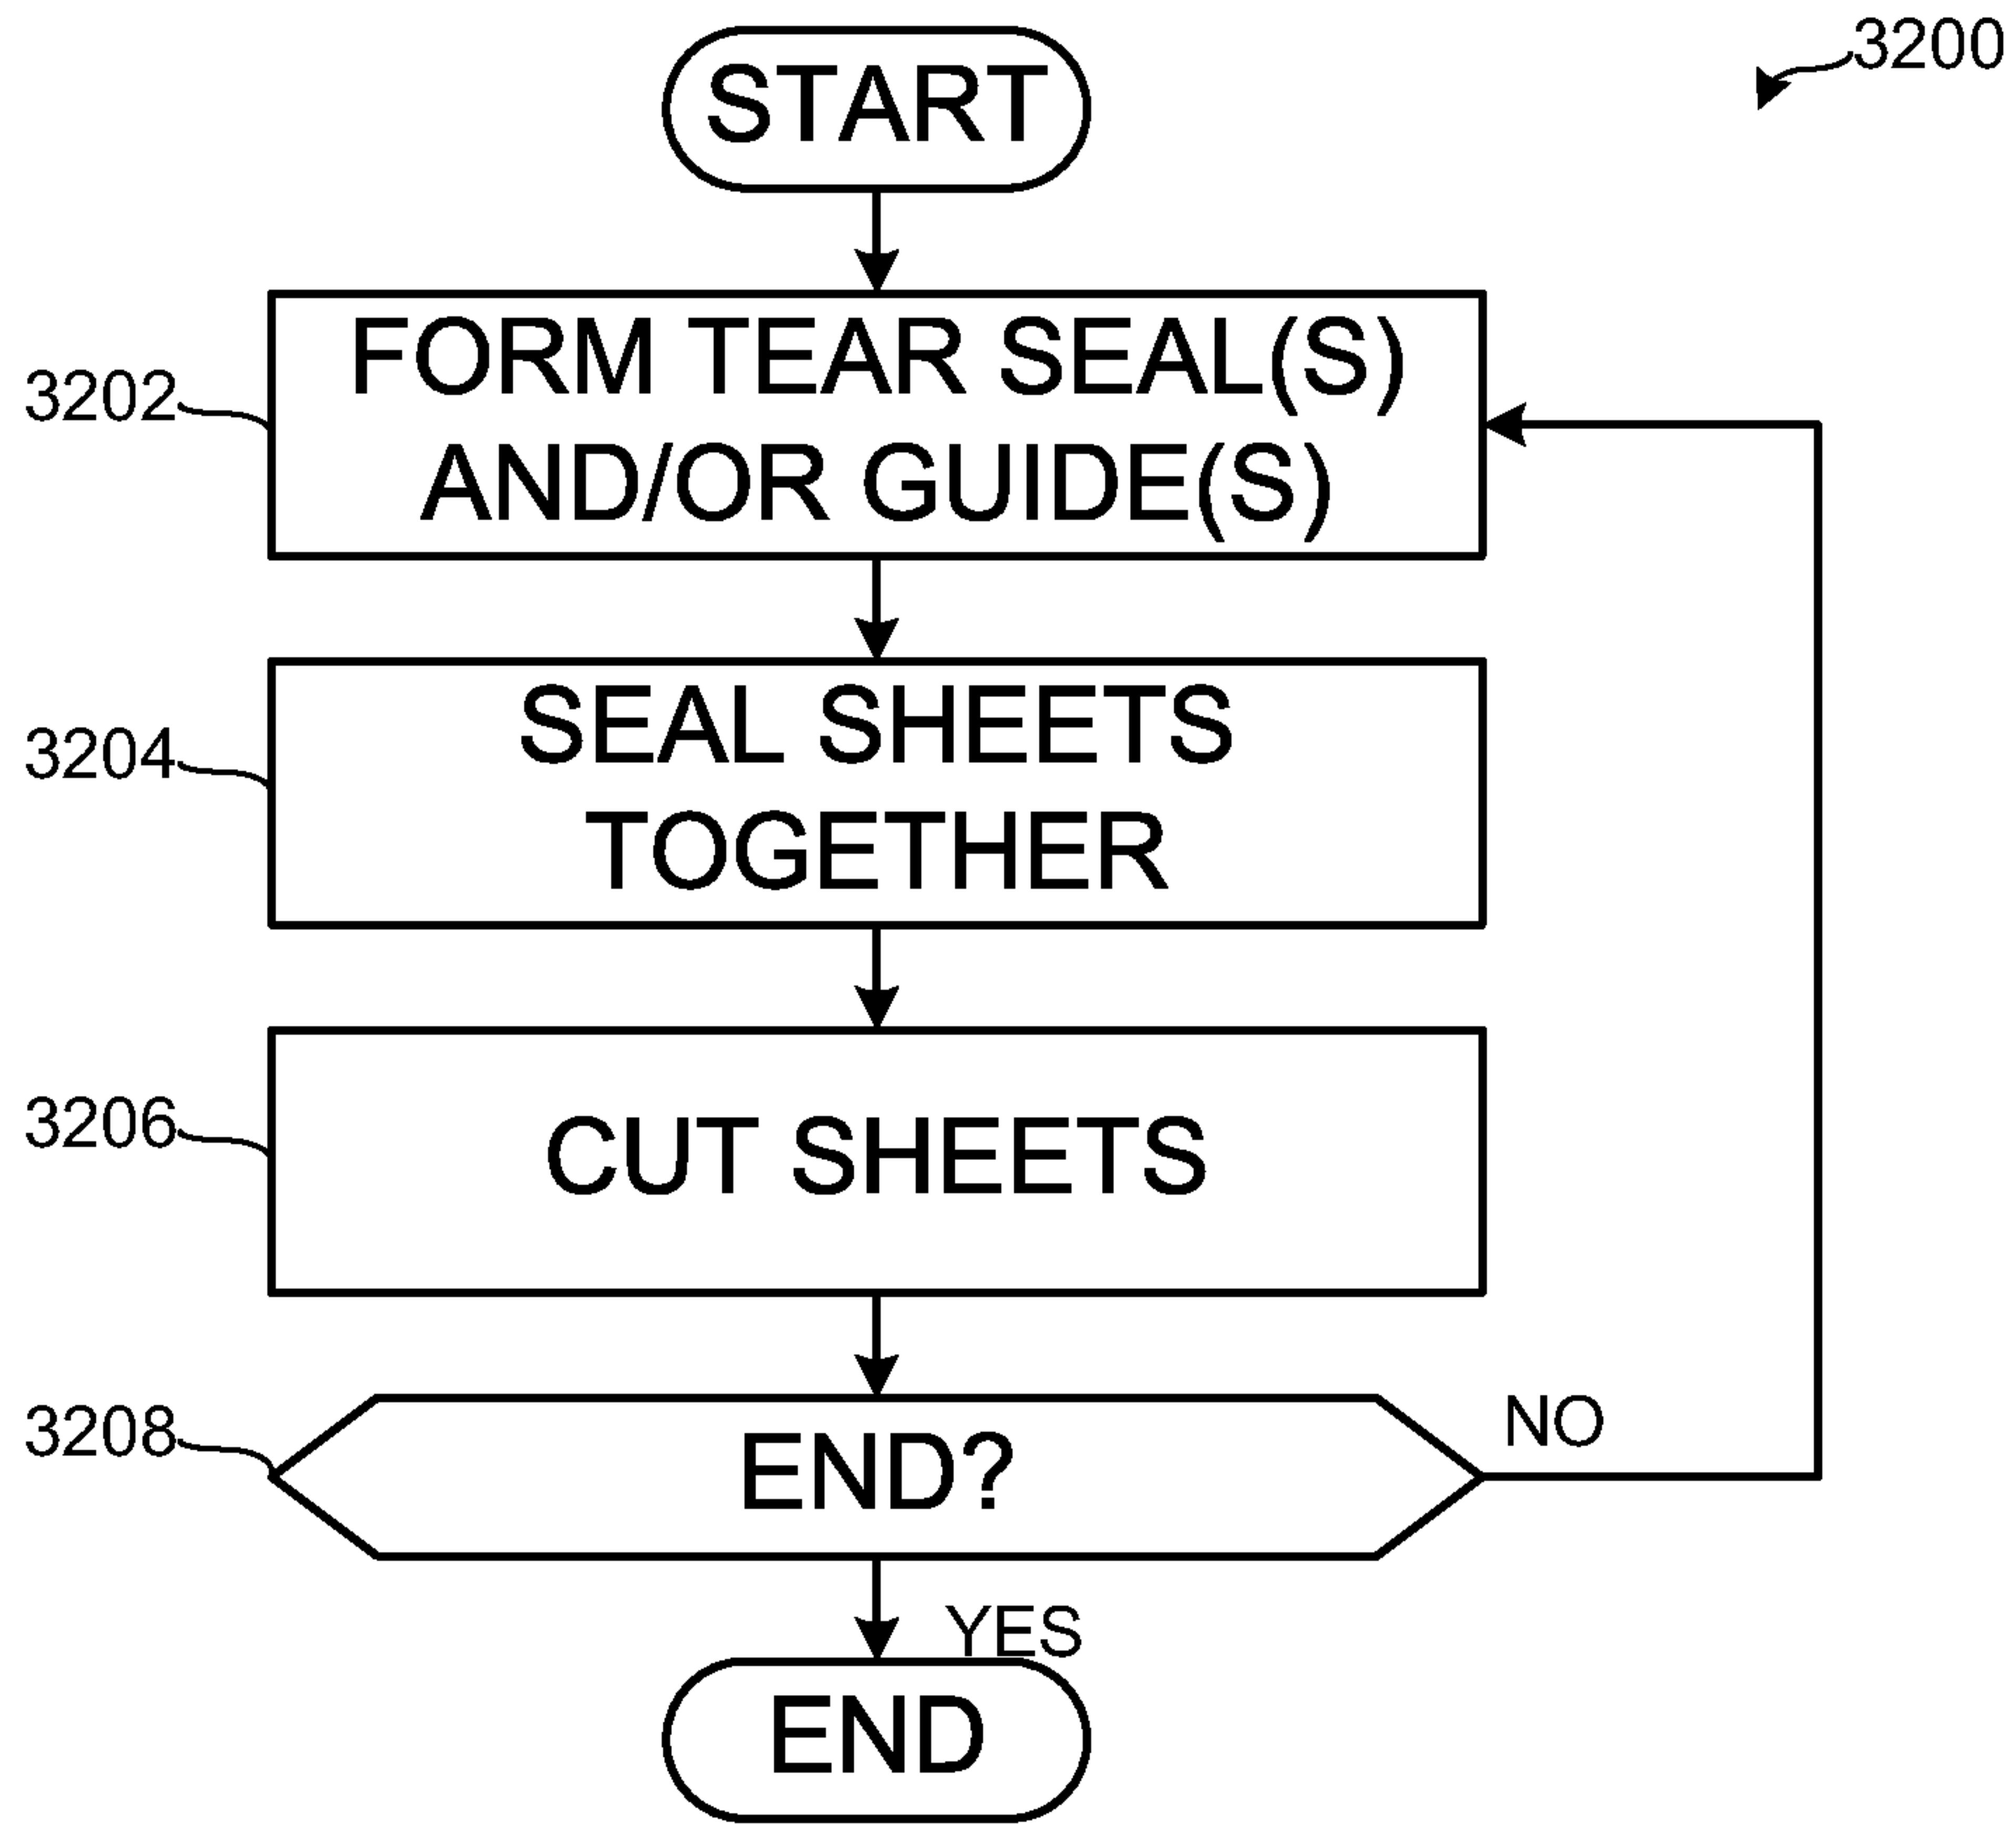 START
3200
3202
FORM TEAR SEAL(S)
AND/OR GUIDE(S)
3204
SEAL SHEETS
TOGETHER
3206
CUT SHEETS
3208
END?
NO
YES
END